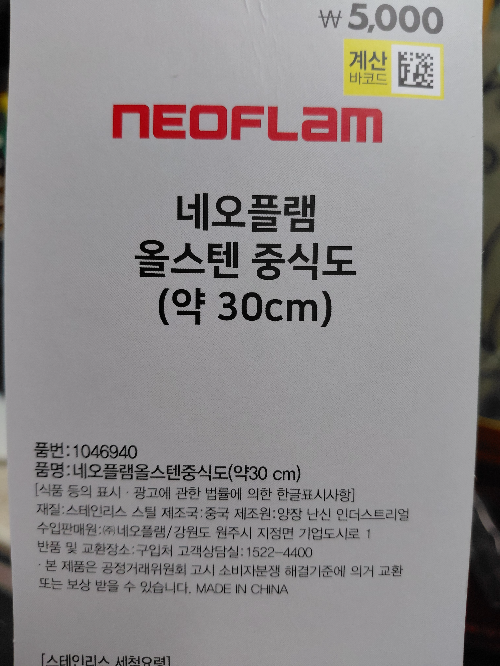 ₩5,000
계산
바코드
NEOFLAM
네오플램
올스텐 중식도
(약 30cm)
품번:1046940
품명:네오플램올스텐중식도(약30 cm)
[식품 등의 표시·광고에 관한 법률에 의한 한글표시사항]
재질:스테인리스 스틸 제조국:중국 제조원:양장 난신 인더스트리얼
수입판매원:㈜네오플램/강원도 원주시 지정면 기업도시로 1
반품 및 교환장소:구입처 고객상담실:1522-4400
·본 제품은 공정거래위원회 고시 소비자분쟁 해결기준에 의거 교환
또는 보상 받을 수 있습니다. MADE IN CHINA
[스테인리스 세척요령]